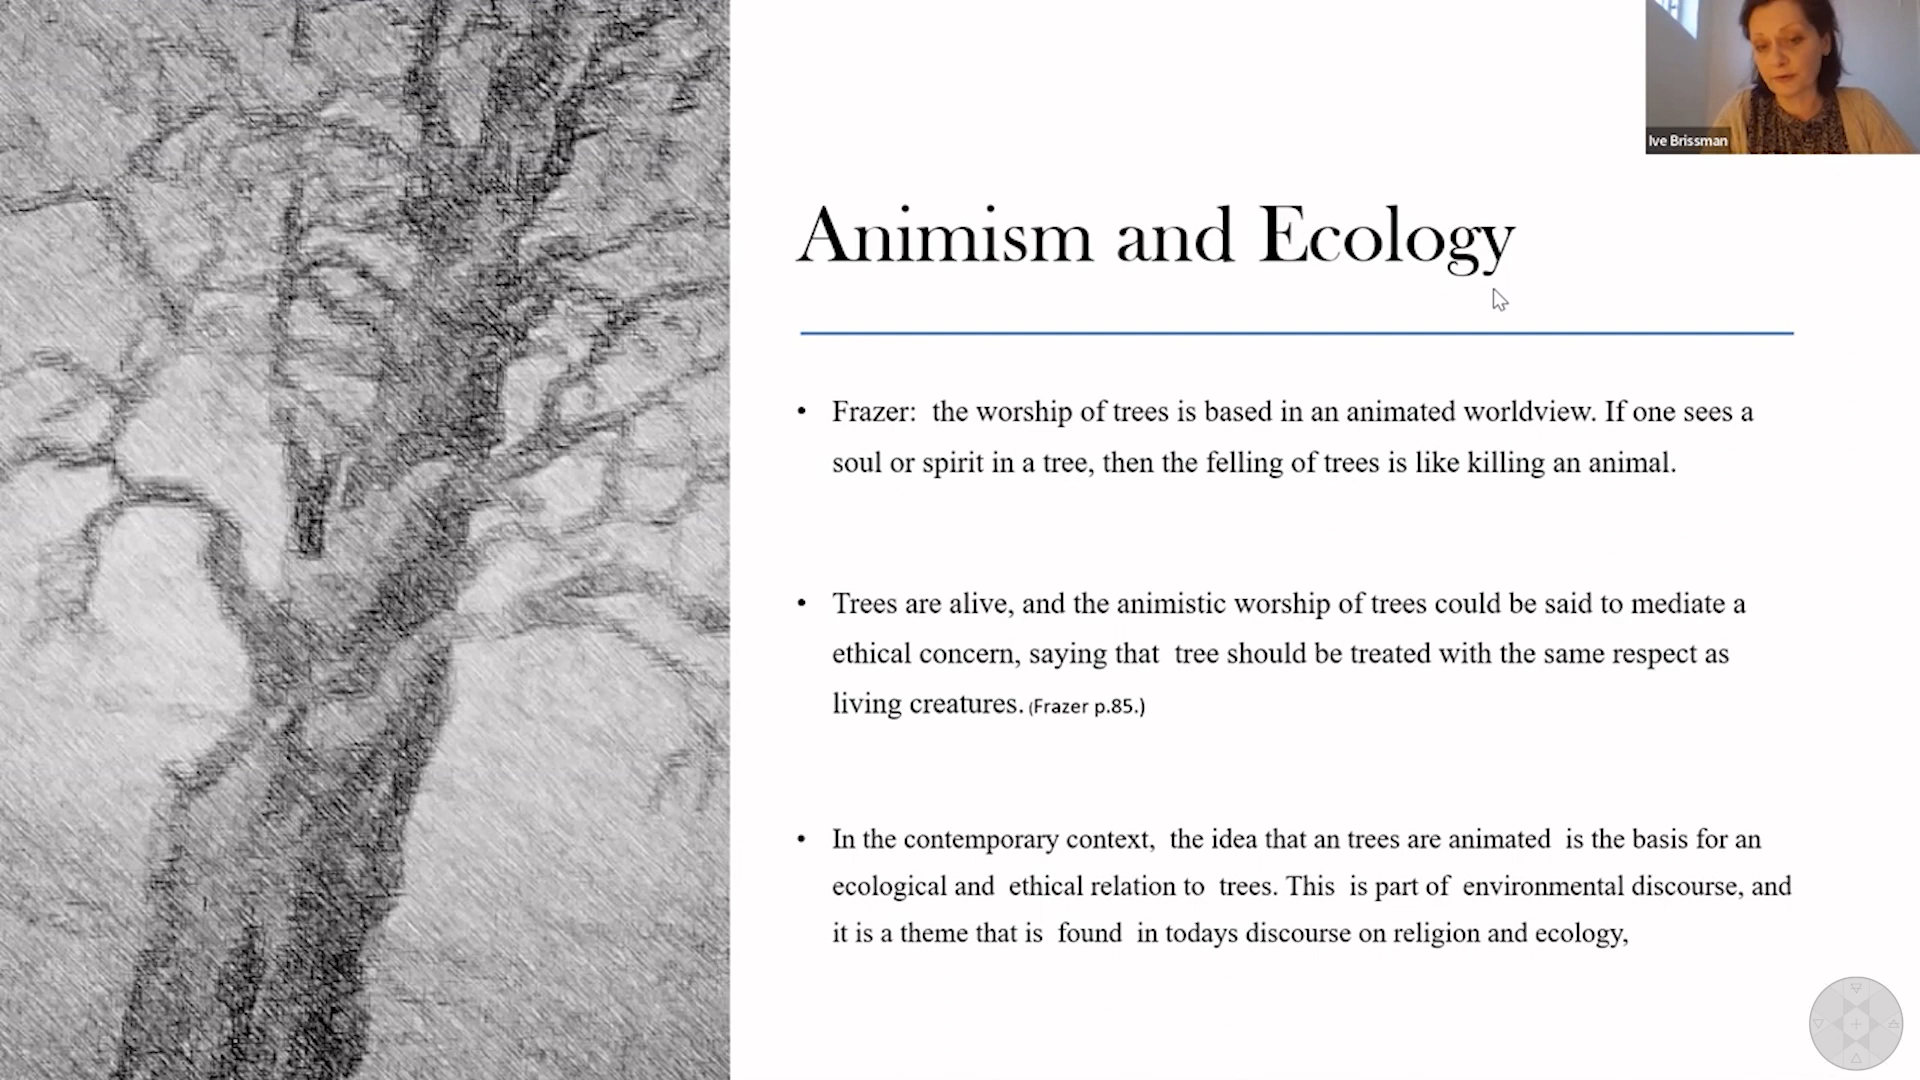 Ive Brissman
Animism and Ecology
• Frazer:  the worship of trees is based in an animated worldview. If one sees a
soul or spirit in a tree, then the felling of trees is like killing an animal.
• Trees are alive, and the animistic worship of trees could be said to mediate a
ethical concern, saying that  tree should be treated with the same respect as
living creatures. (Frazer p.85.)
• In the contemporary context,  the idea that an trees are animated  is the basis for an
ecological and  ethical relation to  trees. This  is part of  environmental discourse, and
it is a theme that is  found  in todays discourse on religion and ecology,